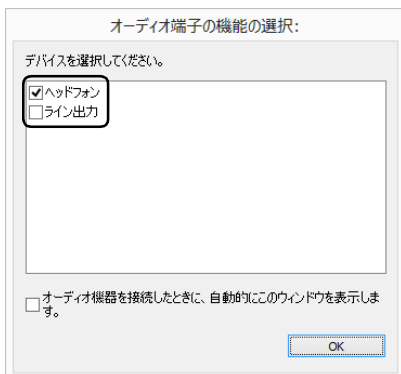 オーディオ端子の機能の選択:
デバイスを選択してください。
ヘッドフォン
ライン出力
オーディオ機器を接続したときに、自動的にこのウィンドウを表示しま
す。
OK